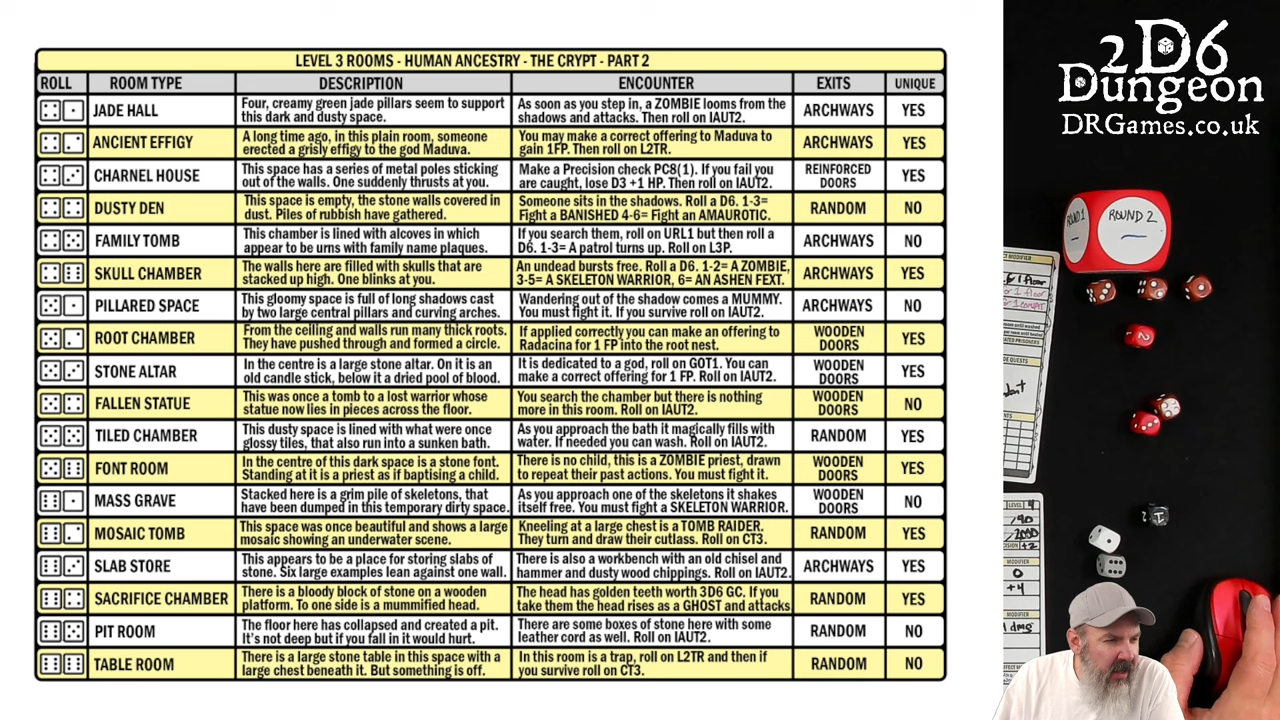 LEVEL 3 ROOMS - HUMAN ANCESTRY - THE CRYPT - PART 2
ROLL ROOM TYPE DESCRIPTION ENCOUNTER EXITS UNIQUE
JADE HALL Four, creamy green jade pillars seem to support As soon as you step in, a ZOMBIE looms from the ARCHWAYS YES
this dark and dusty space. shadows and attacks. Then roll on IAUT2.
ANCIENT EFFIGY A long time ago, in this plain room, someone You may make a correct offering to Maduva to ARCHWAYS YES
erected a grisly effigy to the god Maduva. gain 1FP. Then roll on L2TR.
CHARNEL HOUSE This space has a series of metal poles sticking Make a Precision check PC8(1). If you fail you REINFORCED YES
out of the walls. One suddenly thrusts at you. are caught, lose D3 +1 HP. Then roll on IAUT2. DOORS
DUSTY DEN This space is empty, the stone walls covered in Someone sits in the shadows. Roll a D6. 1-3= RANDOM NO
dust. Piles of rubbish have gathered. Fight a BANISHED 4-6= Fight an AMAUROTIC.
FAMILY TOMB This chamber is lined with alcoves in which If you search them, roll on URL1 but then roll a ARCHWAYS NO
appear to be urns with family name plaques. D6. 1-3= A patrol turns up. Roll on L3P.
SKULL CHAMBER The walls here are filled with skulls that are An undead bursts free. Roll a D6. 1-2= A ZOMBIE, ARCHWAYS YES
stacked up high. One blinks at you. 3-5= A SKELETON WARRIOR, 6= AN ASHEN FEXT.
PILLARED SPACE This gloomy space is full of long shadows cast Wandering out of the shadow comes a MUMMY. ARCHWAYS NO
by two large central pillars and curving arches. You must fight it. If you survive roll on IAUT2.
ROOT CHAMBER From the ceiling and walls run many thick roots. If applied correctly you can make an offering to WOODEN YES
They have pushed through and formed a circle. Radacina for 1 FP into the root nest. DOORS
STONE ALTAR In the centre is a large stone altar. On it is an It is dedicated to a god, roll on GOT1. You can WOODEN YES
old candle stick, below it a dried pool of blood. make a correct offering for 1 FP. Roll on IAUT2. DOORS
FALLEN STATUE This was once a tomb to a lost warrior whose You search the chamber but there is nothing WOODEN NO
statue now lies in pieces across the floor. more in this room. Roll on IAUT2. DOORS
TILED CHAMBER This dusty space is lined with what were once As you approach the bath it magically fills with RANDOM YES
glossy tiles, that also run into a sunken bath. water. If needed you can wash. Roll on IAUT2.
FONT ROOM In the centre of this dark space is a stone font. There is no child, this is a ZOMBIE priest, drawn WOODEN YES
Standing at it is a priest as if baptising a child. to repeat their past actions. You must fight it. DOORS
MASS GRAVE Stacked here is a grim pile of skeletons, that As you approach one of the skeletons it shakes WOODEN NO
have been dumped in this temporary dirty space. itself free. You must fight a SKELETON WARRIOR. DOORS
MOSAIC TOMB This space was once beautiful and shows a large Kneeling at a large chest is a TOMB RAIDER. RANDOM YES
mosaic showing an underwater scene. They turn and draw their cutlass. Roll on CT3.
SLAB STORE This appears to be a place for storing slabs of There is also a workbench with an old chisel and ARCHWAYS YES
stone. Six large examples lean against one wall. hammer and dusty wood chippings. Roll on IAUT2.
SACRIFICE CHAMBER There is a bloody block of stone on a wooden The head has golden teeth worth 3D6 GC. If you RANDOM YES
platform. To one side is a mummified head. take them the head rises as a GHOST and attacks
PIT ROOM The floor here has collapsed and created a pit. There are some boxes of stone here with some RANDOM NO
It's not deep but if you fall in it would hurt. leather cord as well. Roll on IAUT2.
TABLE ROOM There is a large stone table in this space with a In this room is a trap, roll on L2TR and then if RANDOM NO
large chest beneath it. But something is off. you survive roll on CT3.
2D6
Dungeon
DRGames.co.uk
ROUND 1
ROUND 2
MODIFIER
1 floor
QUESTS
LEVEL 4
+2
MODIFIER
0
+4
MODIFIER